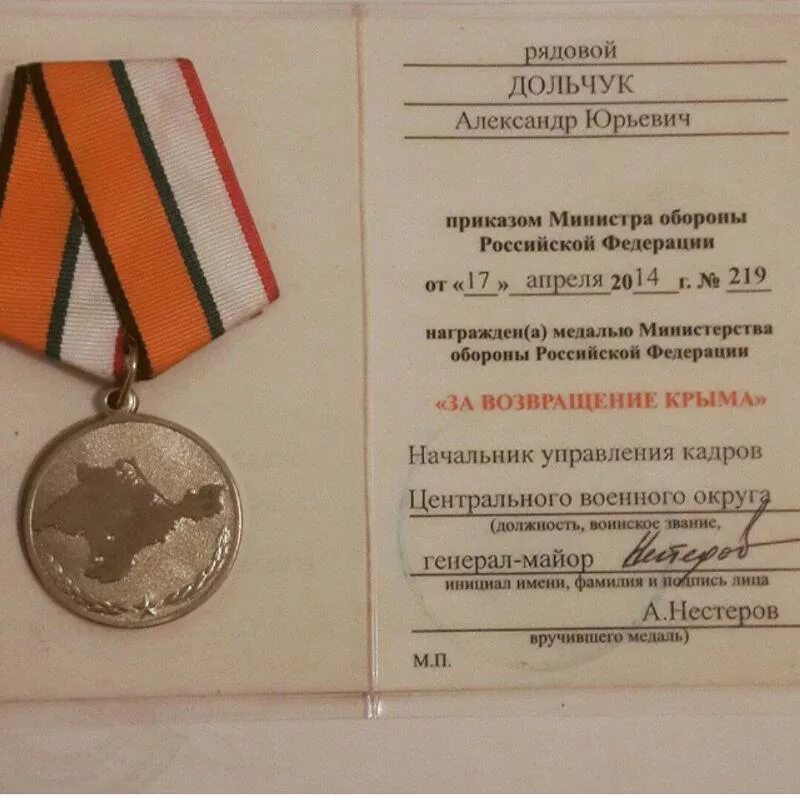 рядовой
ДОЛЬЧУК
Александр Юрьевич
приказом Министра обороны
Российской Федерации
от «17» апреля 2014 г. № 219
награжден(а) медалью Министерства
обороны Российской Федерации
«ЗА ВОЗВРАЩЕНИЕ КРЫМА»
Начальник управления кадров
Центрального военного округа
(должность, воинское звание,
генерал-майор Нестеров
инициал имени, фамилия и подпись лица
А.Нестеров
вручившего медаль)
М.П.